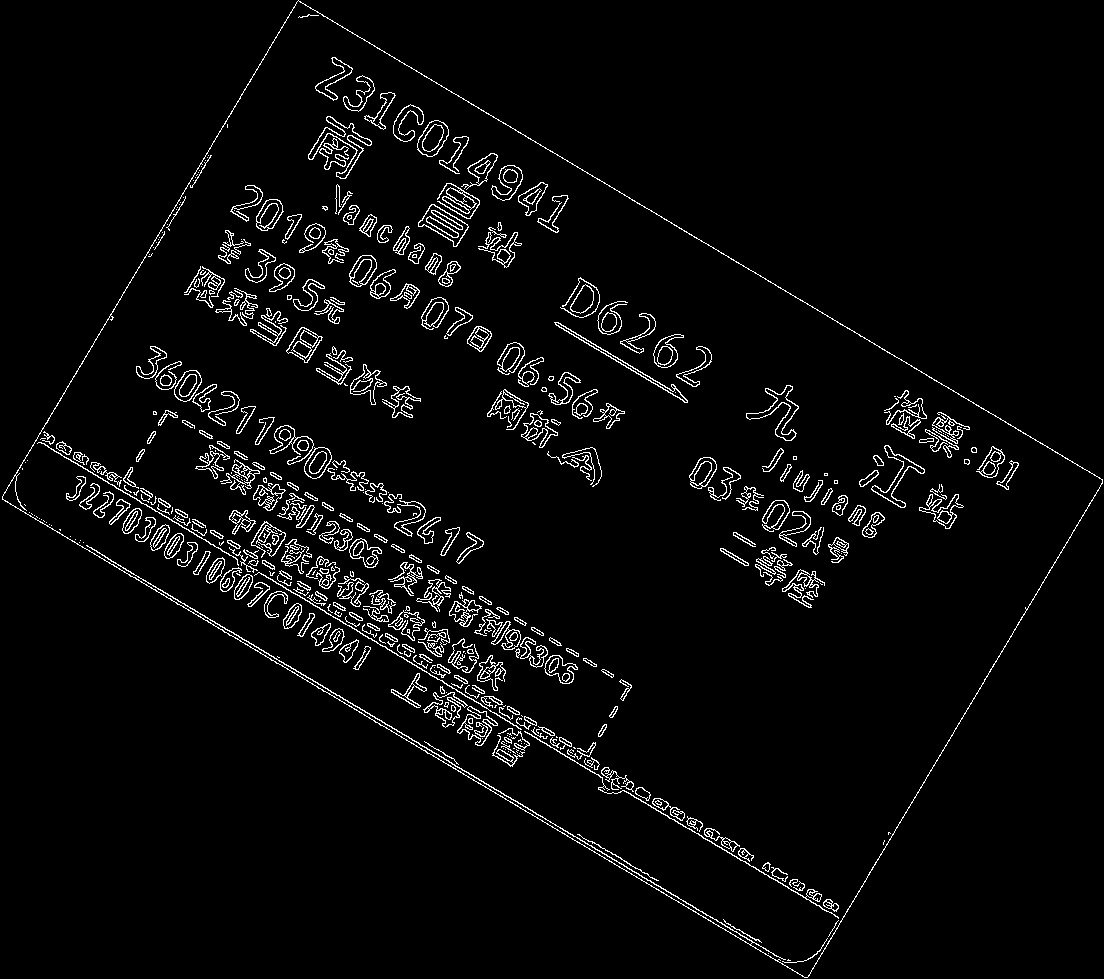 Z31C014941
检票:B1
南昌站
D6262
九江站
Nanchang
Jiujiang
2019年06月07日06:56开
03车02A号
¥39.5元
网
二等座
限乘当日当次车
3604211990****2417
买票请到12306 发货请到95306
中国铁路祝您旅途愉快
322270300310607C014941
上海南售